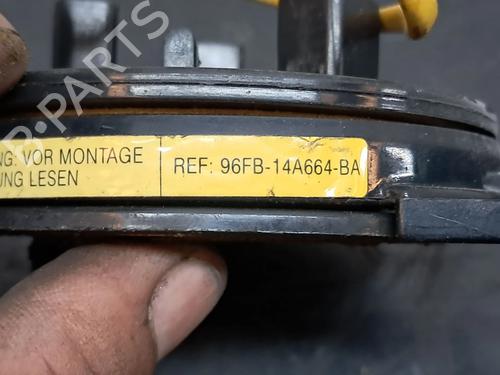 NG: VOR MONTAGE
UNG LESEN
REF: 96FB-14A664-BA
B-PARTS